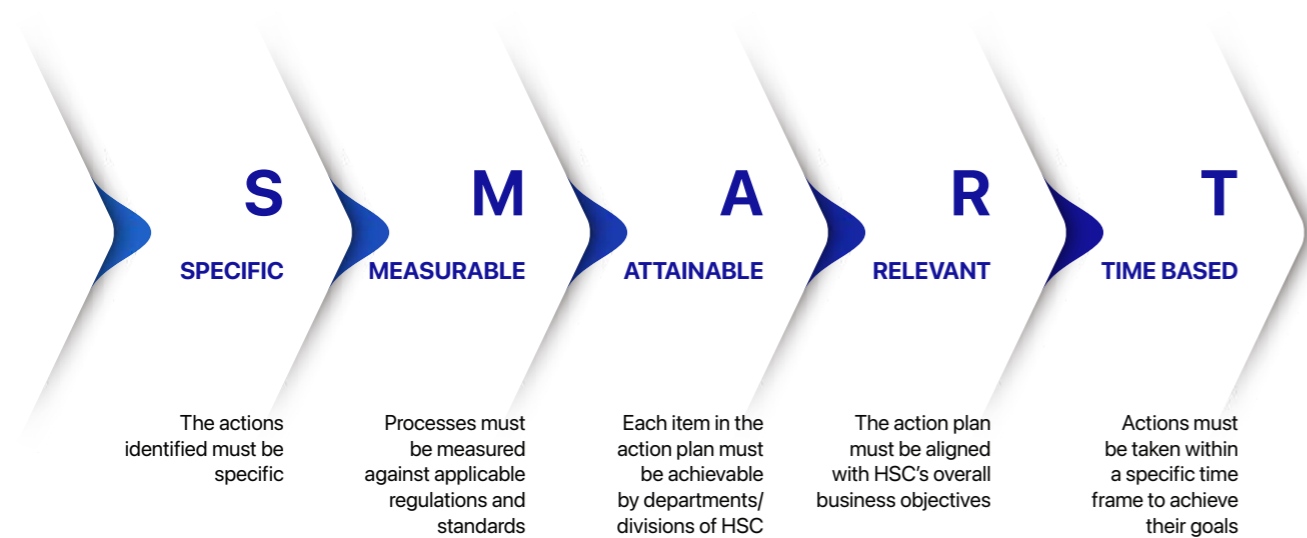 S
SPECIFIC
The actions
identified must be
specific
M
MEASURABLE
Processes must
be measured
against applicable
regulations and
standards
A
ATTAINABLE
Each item in the
action plan must
be achievable
by departments/
divisions of HSC
R
RELEVANT
The action plan
must be aligned
with HSC’s overall
business objectives
T
TIME BASED
Actions must
be taken within
a specific time
frame to achieve
their goals